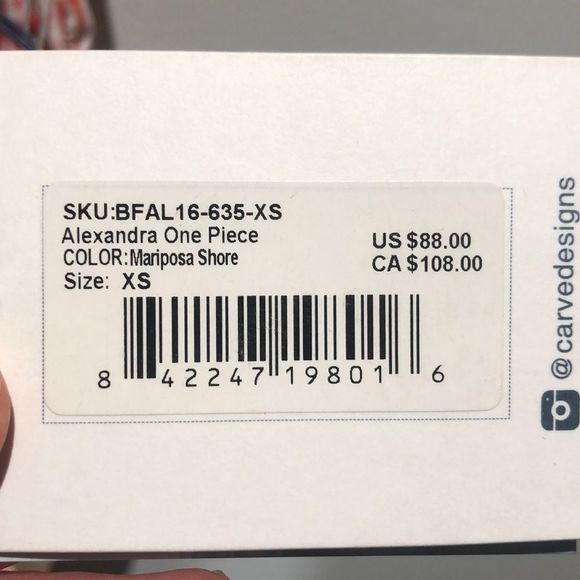 SKU:BFAL16-635-XS
Alexandra One Piece
COLOR:Mariposa Shore
Size: XS
US $88.00
CA $108.00
8 42247 19801 6
@carvedesigns